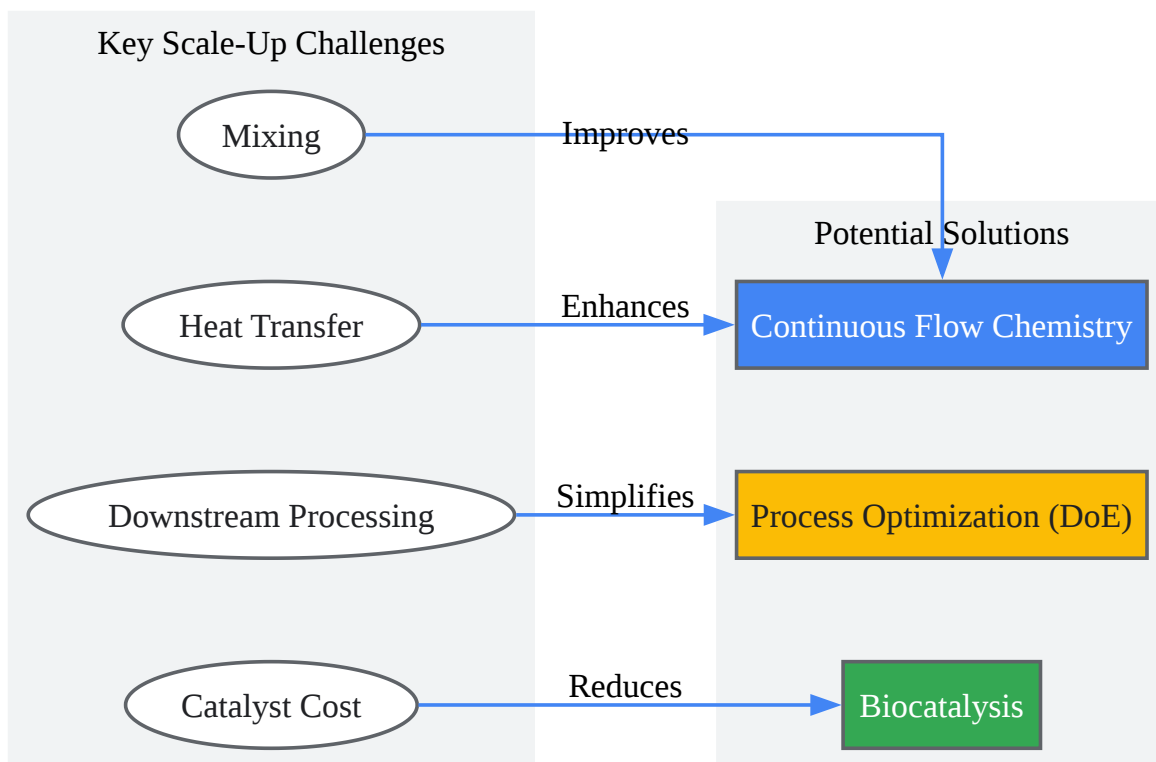 Key Scale-Up Challenges
Mixing
Improves
Potential Solutions
Heat Transfer
Enhances
Continuous Flow Chemistry
Downstream Processing
Simplifies
Process Optimization (DoE)
Catalyst Cost
Reduces
Biocatalysis